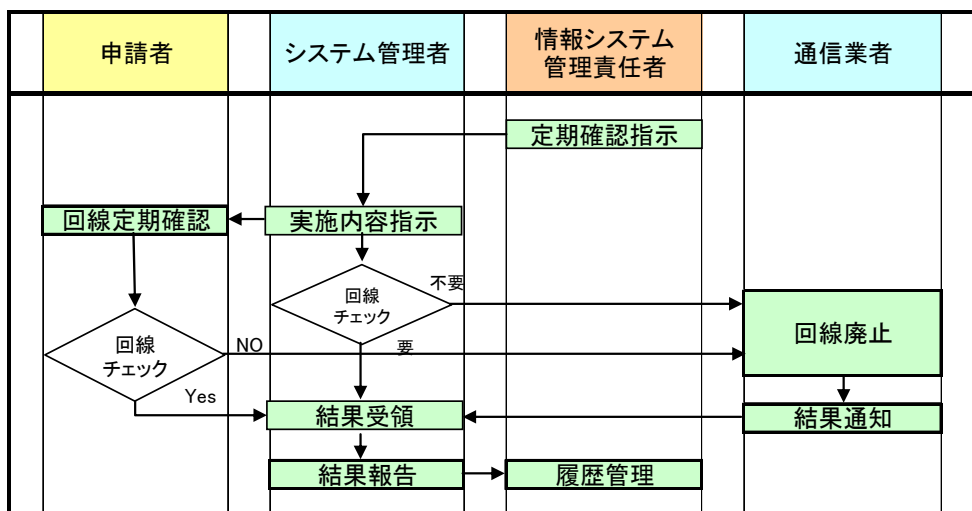 申請者
システム管理者
情報システム
管理責任者
通信業者
定期確認指示
回線定期確認
実施内容指示
回線
チェック
不要
回線廃止
回線
チェック
NO
要
Yes
結果受領
結果通知
結果報告
履歴管理